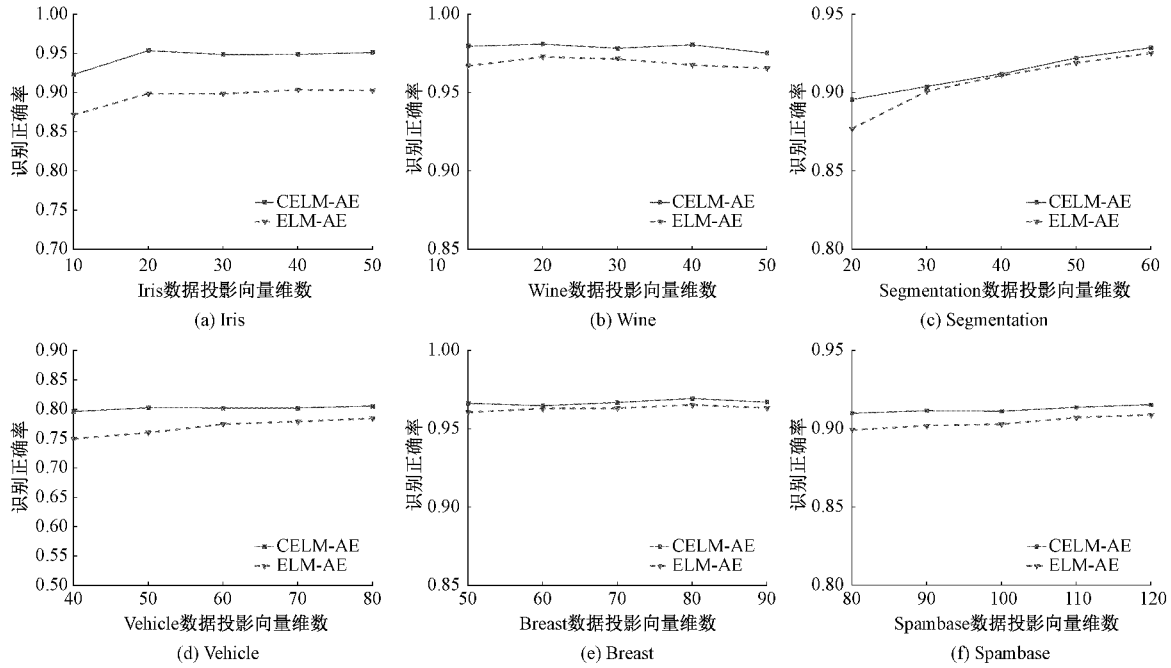 1.00
0.95
0.90
0.85
0.80
0.75
0.70
识别正确率
CELM-AE
ELM-AE
10 20 30 40 50
Iris数据投影向量维数
(a) Iris
1.00
0.95
0.90
0.85
识别正确率
CELM-AE
ELM-AE
10 20 30 40 50
Wine数据投影向量维数
(b) Wine
0.95
0.90
0.85
0.80
识别正确率
CELM-AE
ELM-AE
20 30 40 50 60
Segmentation数据投影向量维数
(c) Segmentation
0.90
0.85
0.80
0.75
0.70
0.65
0.60
0.55
0.50
识别正确率
CELM-AE
ELM-AE
40 50 60 70 80
Vehicle数据投影向量维数
(d) Vehicle
1.00
0.95
0.90
0.85
识别正确率
CELM-AE
ELM-AE
50 60 70 80 90
Breast数据投影向量维数
(e) Breast
0.95
0.90
0.85
0.80
识别正确率
CELM-AE
ELM-AE
80 90 100 110 120
Spambase数据投影向量维数
(f) Spambase